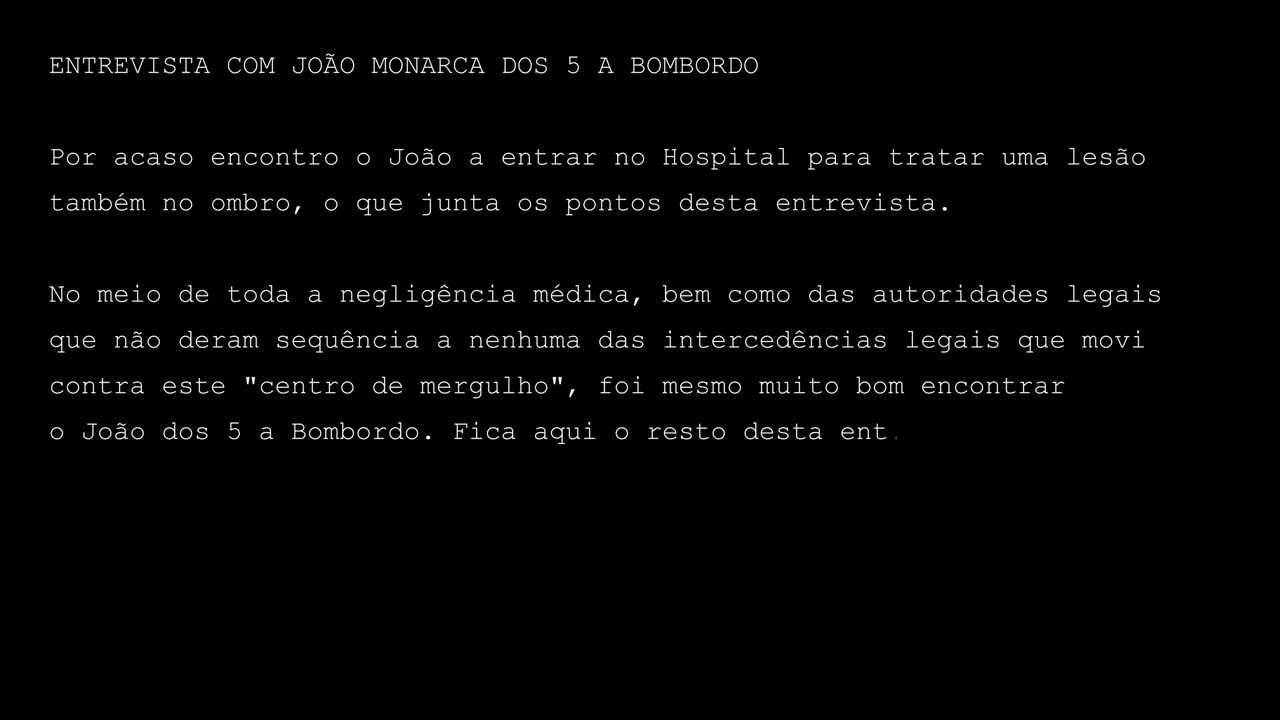 ENTREVISTA COM JOÃO MONARCA DOS 5 A BOMBORDO
Por acaso encontro o João a entrar no Hospital para tratar uma lesão
também no ombro, o que junta os pontos desta entrevista.
No meio de toda a negligência médica, bem como das autoridades legais
que não deram sequência a nenhuma das intercedências legais que movi
contra este "centro de mergulho", foi mesmo muito bom encontrar
o João dos 5 a Bombordo. Fica aqui o resto desta ent